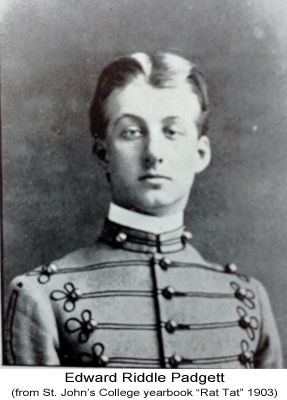 Edward Riddle Padgett
(from St. John's College yearbook “Rat Tat” 1903)